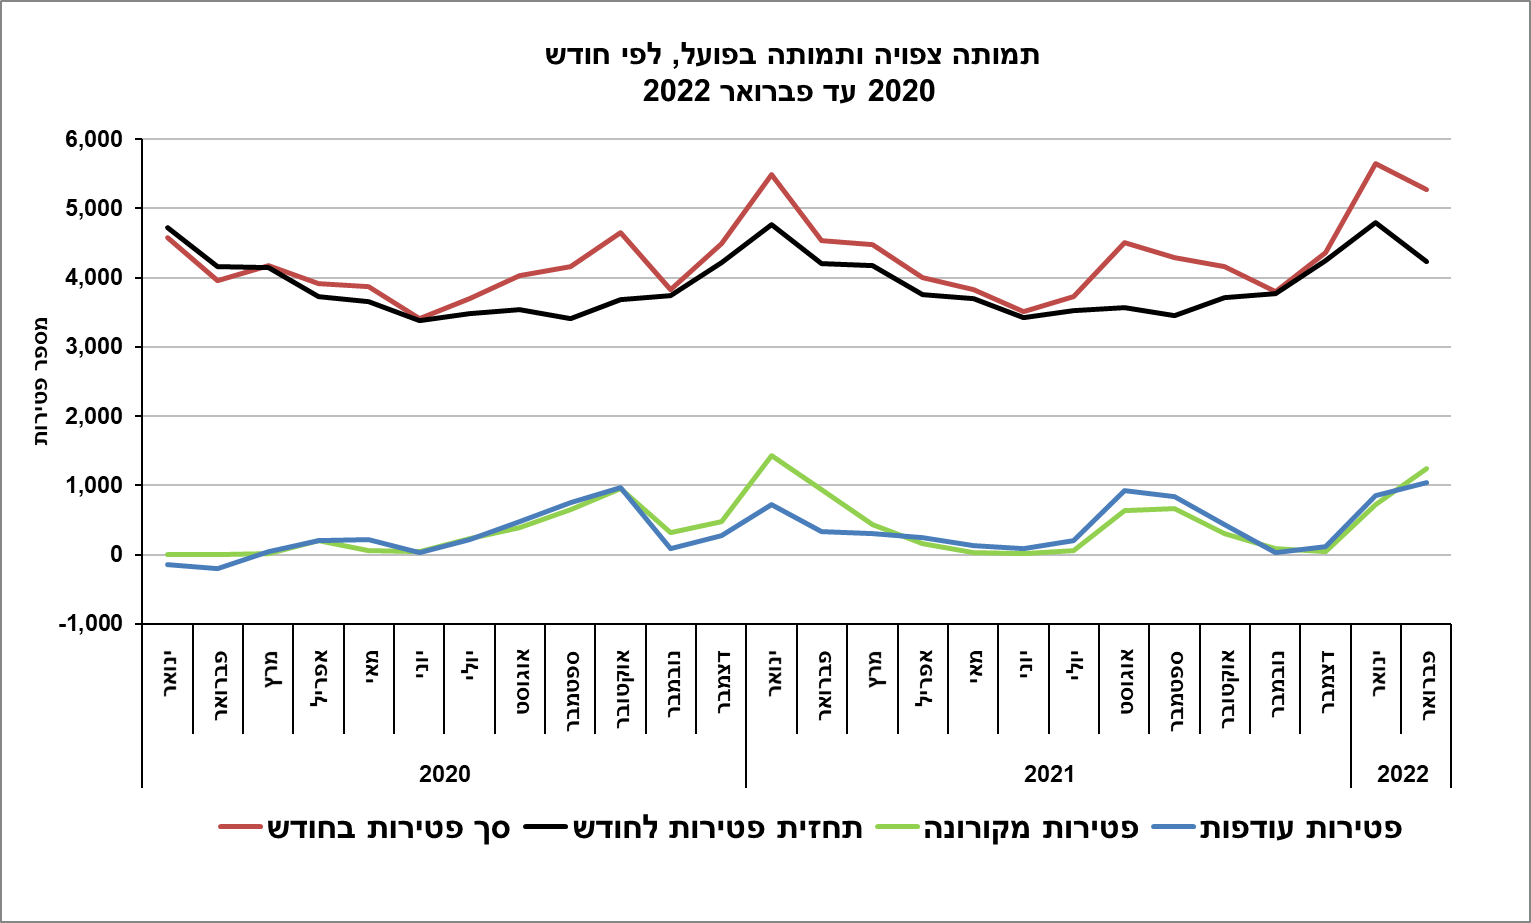 תמותה צפויה ותמותה בפועל, לפי חודש
2020 עד פברואר 2022
מספר פטירות
6,000
5,000
4,000
3,000
2,000
1,000
0
-1,000
ינואר
פברואר
מרץ
אפריל
מאי
יוני
יולי
אוגוסט
ספטמבר
אוקטובר
נובמבר
דצמבר
ינואר
פברואר
מרץ
אפריל
מאי
יוני
יולי
אוגוסט
ספטמבר
אוקטובר
נובמבר
דצמבר
ינואר
פברואר
2020
2021
2022
סך פטירות בחודש
תחזית פטירות לחודש
פטירות מקורונה
פטירות עודפות